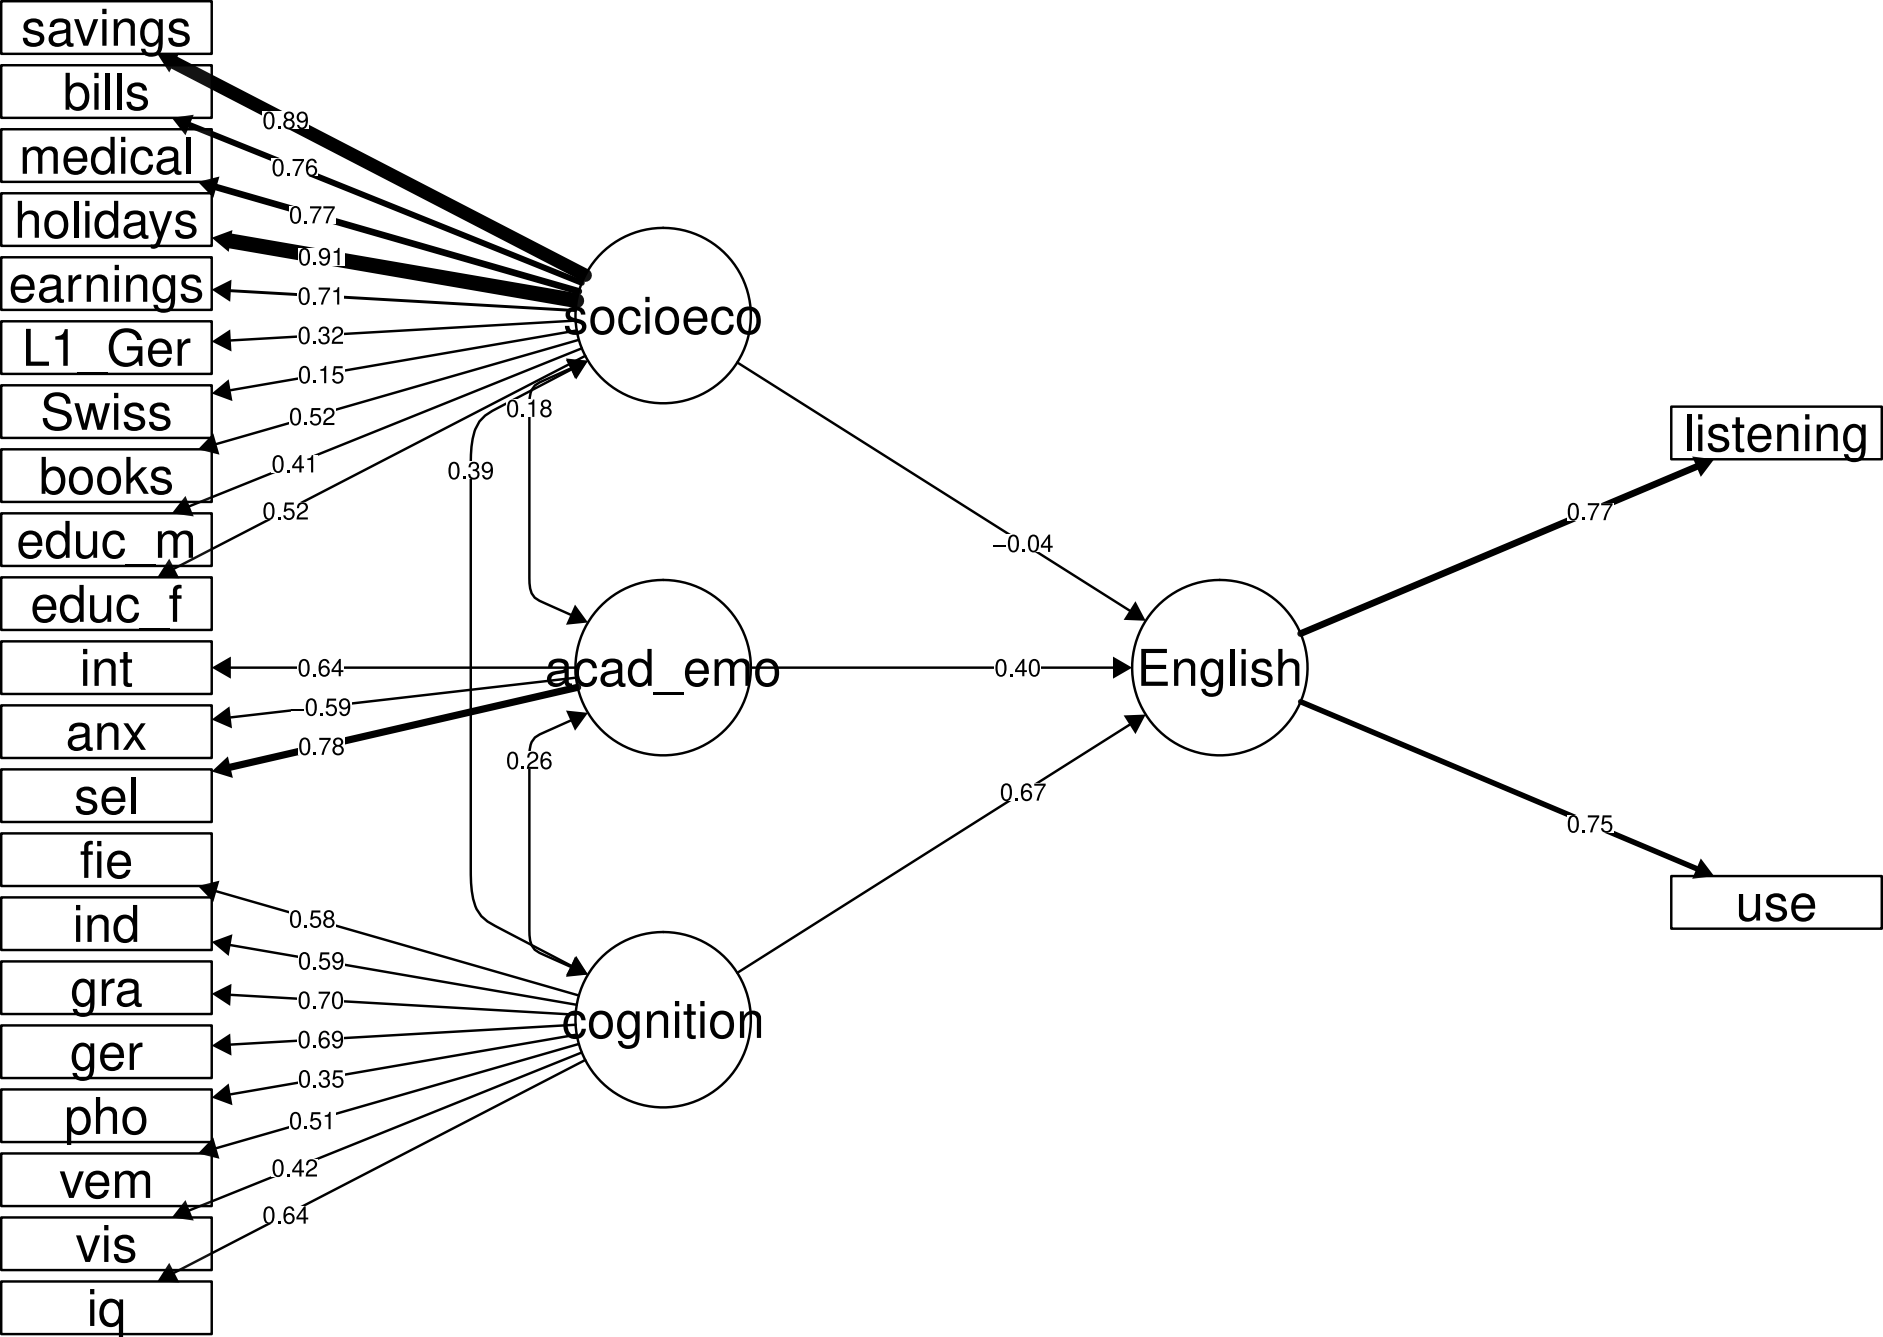 savings
bills
medical
holidays
earnings
L1_Ger
Swiss
books
educ_m
educ_f
int
anx
sel
fie
ind
gra
ger
pho
vem
vis
iq
0.89
0.76
0.77
0.91
0.71
0.32
0.15
0.52
0.41
0.52
0.64
−0.59
0.78
0.58
0.59
0.70
0.69
0.35
0.51
0.42
0.64
0.18
0.39
0.26
socioeco
acad_emo
cognition
−0.04
0.40
0.67
English
0.77
0.75
listening
use